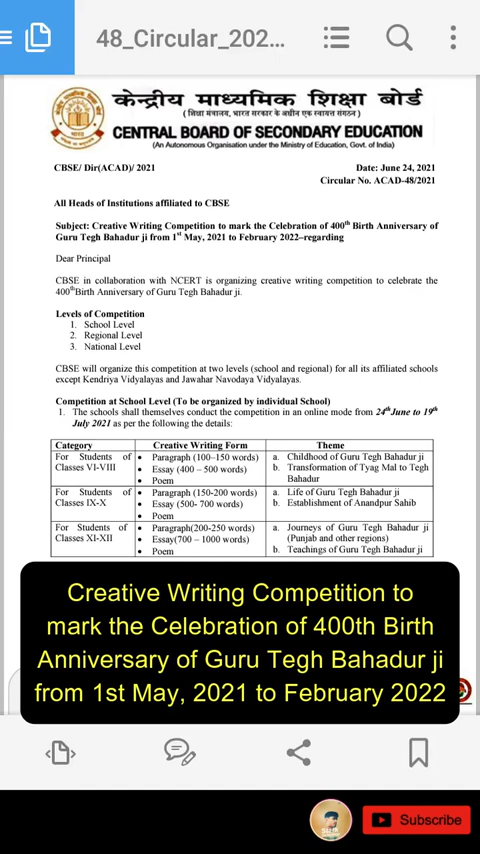 48_Circular_202...
केन्द्रीय माध्यमिक शिक्षा बोर्ड
(शिक्षा मंत्रालय, भारत सरकार के अधीन एक स्वायत्त संगठन)
CENTRAL BOARD OF SECONDARY EDUCATION
(An Autonomous Organisation under the Ministry of Education, Govt. of India)
CBSE/ Dir(ACAD)/ 2021 Date: June 24, 2021
Circular No. ACAD-48/2021
All Heads of Institutions affiliated to CBSE
Subject: Creative Writing Competition to mark the Celebration of 400th Birth Anniversary of
Guru Tegh Bahadur ji from 1st May, 2021 to February 2022–regarding
Dear Principal
CBSE in collaboration with NCERT is organizing creative writing competition to celebrate the
400thBirth Anniversary of Guru Tegh Bahadur ji.
Levels of Competition
1. School Level
2. Regional Level
3. National Level
CBSE will organize this competition at two levels (school and regional) for all its affiliated schools
except Kendriya Vidyalayas and Jawahar Navodaya Vidyalayas.
Competition at School Level (To be organized by individual School)
1. The schools shall themselves conduct the competition in an online mode from 24th June to 19th
July 2021 as per the following the details:
Category Creative Writing Form Theme
For Students of • Paragraph (100–150 words) a. Childhood of Guru Tegh Bahadur ji
Classes VI-VIII • Essay (400 – 500 words) b. Transformation of Tyag Mal to Tegh
• Poem Bahadur
For Students of • Paragraph (150-200 words) a. Life of Guru Tegh Bahadur ji
Classes IX-X • Essay (500- 700 words) b. Establishment of Anandpur Sahib
• Poem
For Students of • Paragraph(200-250 words) a. Journeys of Guru Tegh Bahadur ji
Classes XI-XII • Essay(700 – 1000 words) (Punjab and other regions)
• Poem b. Teachings of Guru Tegh Bahadur ji
Creative Writing Competition to
mark the Celebration of 400th Birth
Anniversary of Guru Tegh Bahadur ji
from 1st May, 2021 to February 2022
Subscribe